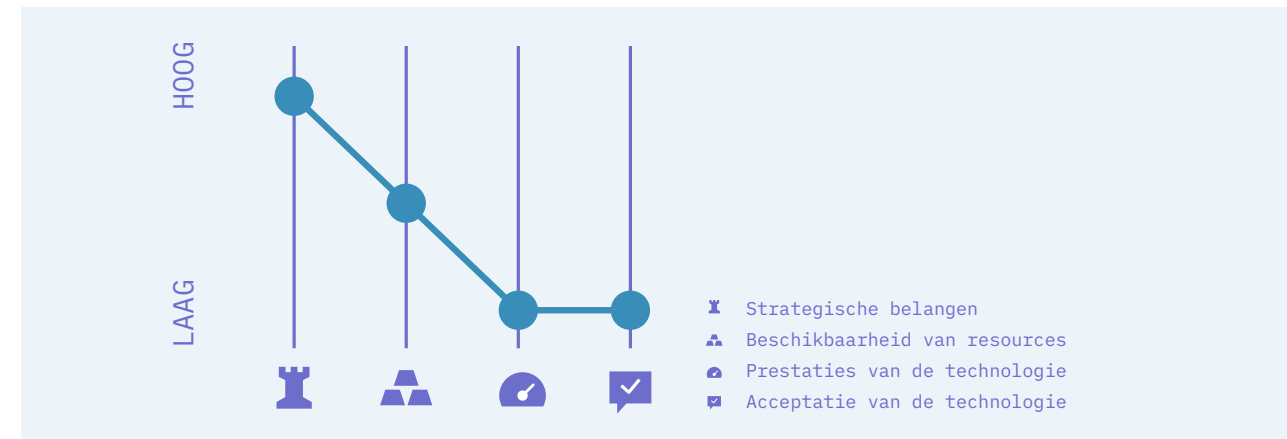 HOOG
LAAG
Strategische belangen
Beschikbaarheid van resources
Prestaties van de technologie
Acceptatie van de technologie